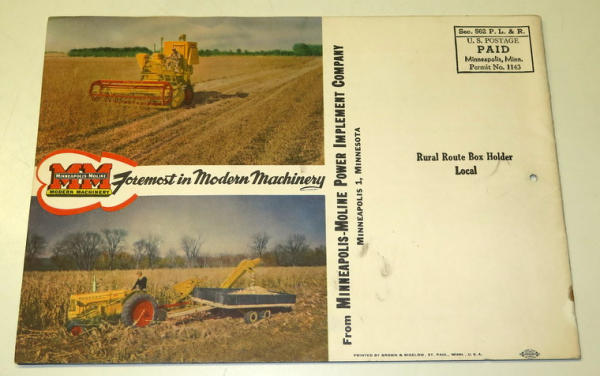 MM
MINNEAPOLIS-MOLINE
MODERN MACHINERY
Foremost in Modern Machinery
From MINNEAPOLIS-MOLINE POWER IMPLEMENT COMPANY
MINNEAPOLIS 1, MINNESOTA
Sec. 562 P. L. & R.
U. S. POSTAGE
PAID
Minneapolis, Minn.
Permit No. 1143
Rural Route Box Holder
Local
PRINTED BY BROWN & BIGELOW, ST. PAUL, MINN., U. S. A.